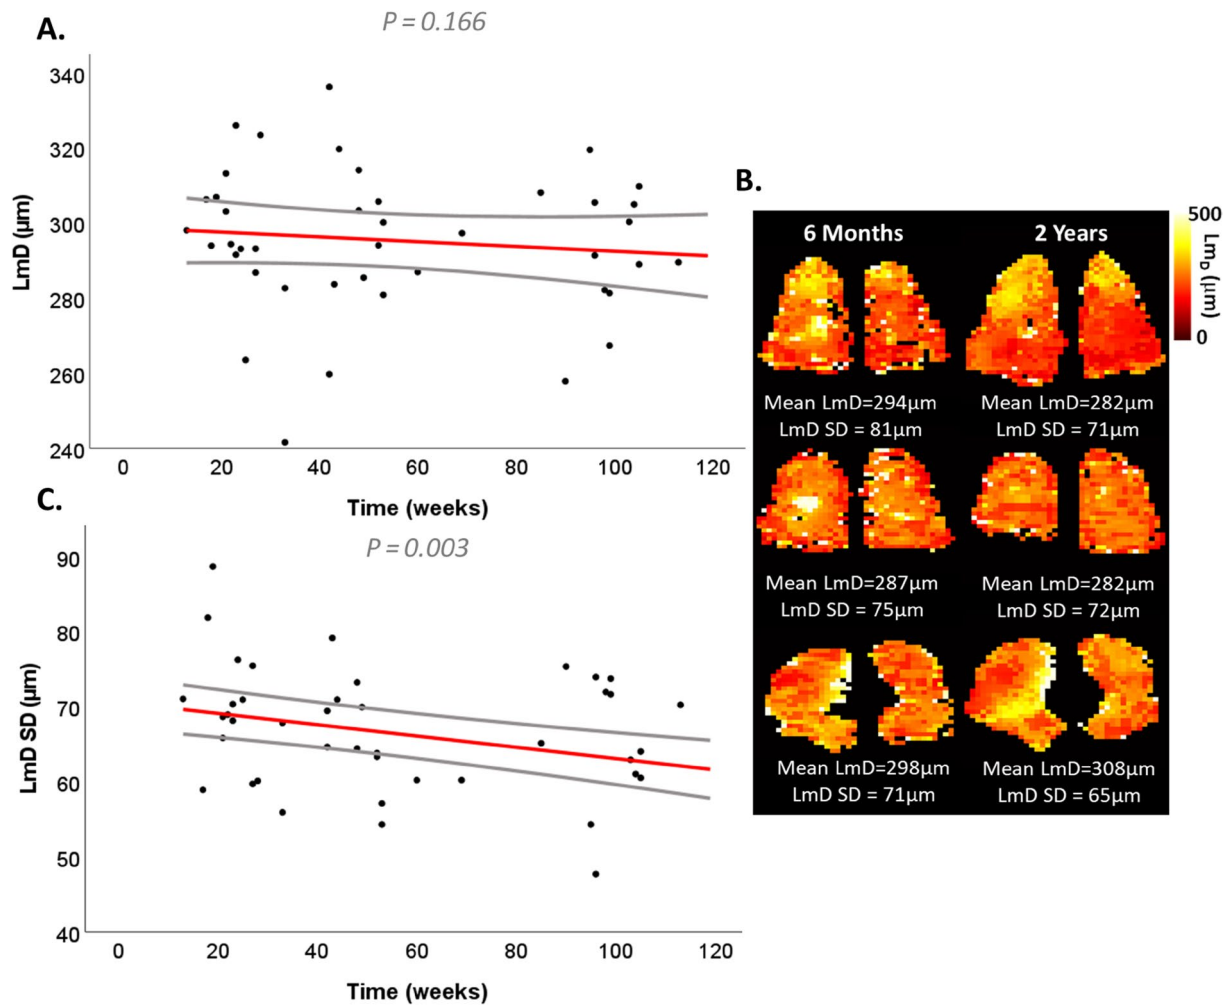 A.
P = 0.166
340
320
300
280
260
240
LmD (µm)
0 20 40 60 80 100 120
Time (weeks)
B.
6 Months 2 Years
500
LmD (µm)
0
Mean LmD=294µm Mean LmD=282µm
LmD SD = 81µm LmD SD = 71µm
Mean LmD=287µm Mean LmD=282µm
LmD SD = 75µm LmD SD = 72µm
Mean LmD=298µm Mean LmD=308µm
LmD SD = 71µm LmD SD = 65µm
C.
P = 0.003
90
80
70
60
50
40
LmD SD (µm)
0 20 40 60 80 100 120
Time (weeks)